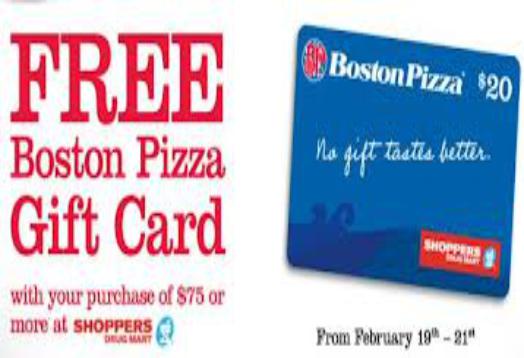 FREE
Boston Pizza
Gift Card
with your purchase of $75 or
more at SHOPPERS
DRUG MART
BP
Boston Pizza $20
No gift tastes better.
SHOPPERS
DRUG MART
From February 19th – 21st